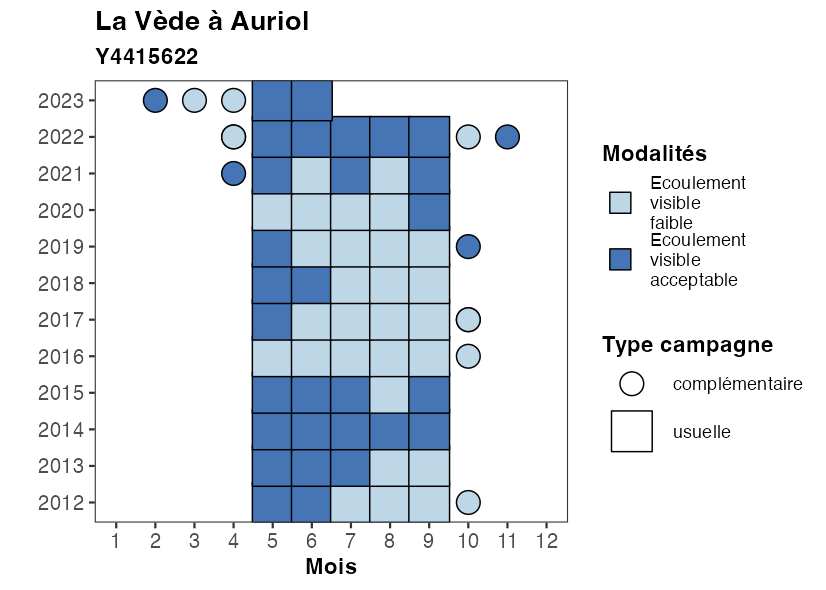 La Vède à Auriol
Y4415622
2023
2022
2021
2020
2019
2018
2017
2016
2015
2014
2013
2012
1 2 3 4 5 6 7 8 9 10 11 12
Mois
Modalités
Ecoulement
visible
faible
Ecoulement
visible
acceptable
Type campagne
complémentaire
usuelle